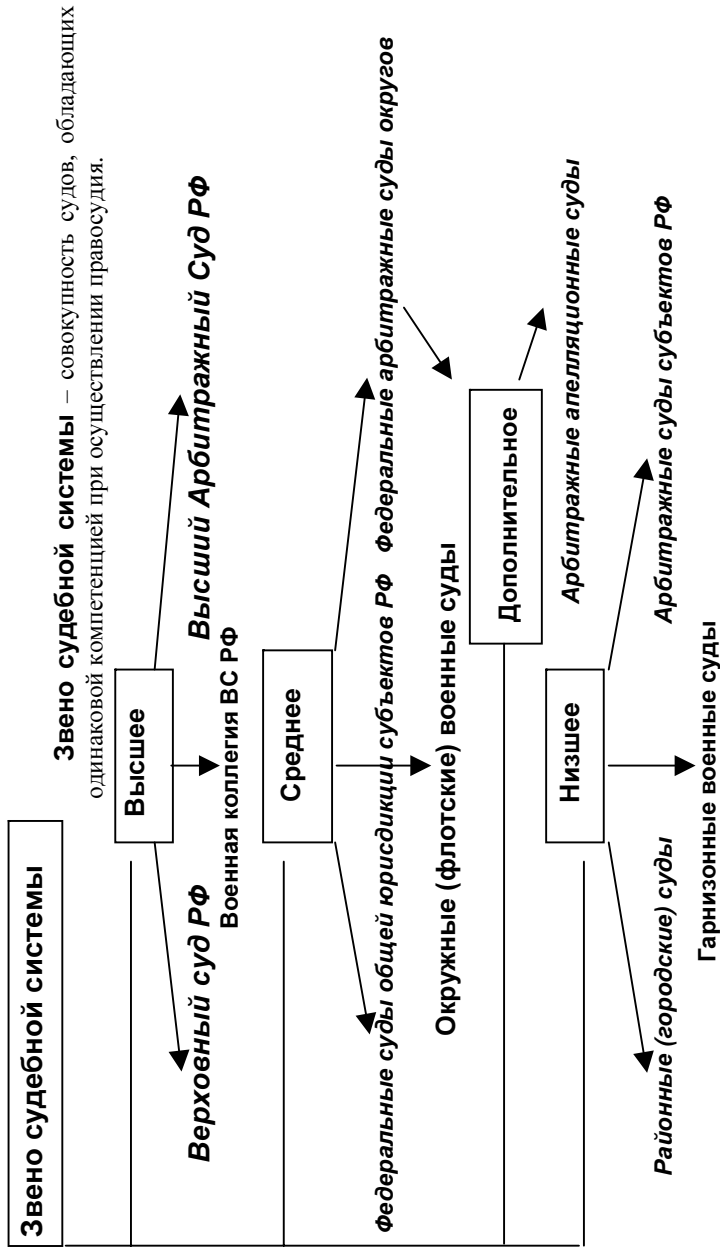 Звено судебной системы
Звено судебной системы – совокупность судов, обладающих
одинаковой компетенцией при осуществлении правосудия.
Высшее
Верховный суд РФ
Высший Арбитражный Суд РФ
Военная коллегия ВС РФ
Среднее
Федеральные суды общей юрисдикции субъектов РФ
Федеральные арбитражные суды округов
Окружные (флотские) военные суды
Дополнительное
Арбитражные апелляционные суды
Низшее
Районные (городские) суды
Арбитражные суды субъектов РФ
Гарнизонные военные суды